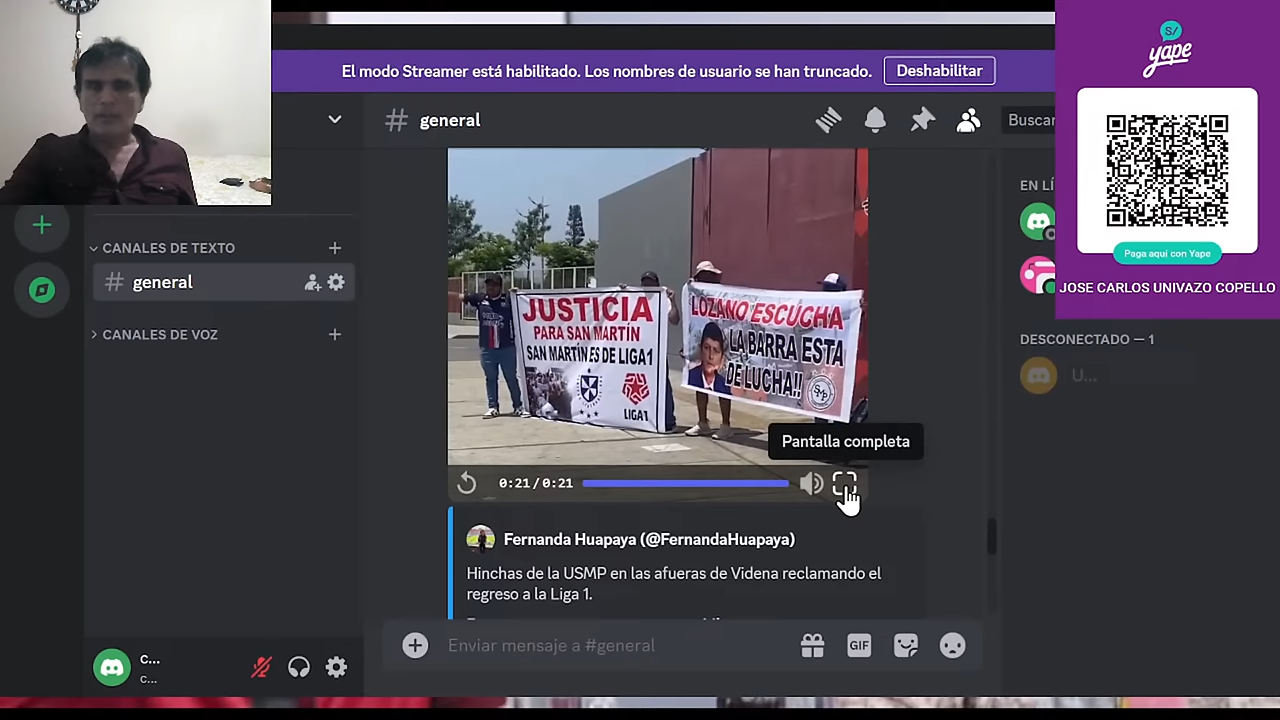 El modo Streamer está habilitado. Los nombres de usuario se han truncado.
Deshabilitar
general
Buscar
CANALES DE TEXTO
general
CANALES DE VOZ
JUSTICIA
PARA SAN MARTÍN
SAN MARTÍN ES DE LIGA1
LIGA1
LOZANO ESCUCHA
LA BARRA ESTA
DE LUCHA!!
SMP
Pantalla completa
0:21/0:21
Fernanda Huapaya (@FernandaHuapaya)
Hinchas de la USMP en las afueras de Videna reclamando el
regreso a la Liga 1.
Enviar mensaje a #general
GIF
C...
c...
EN LÍ
DESCONECTADO — 1
U...
S/
yape
Paga aquí con Yape
JOSE CARLOS UNIVAZO COPELLO